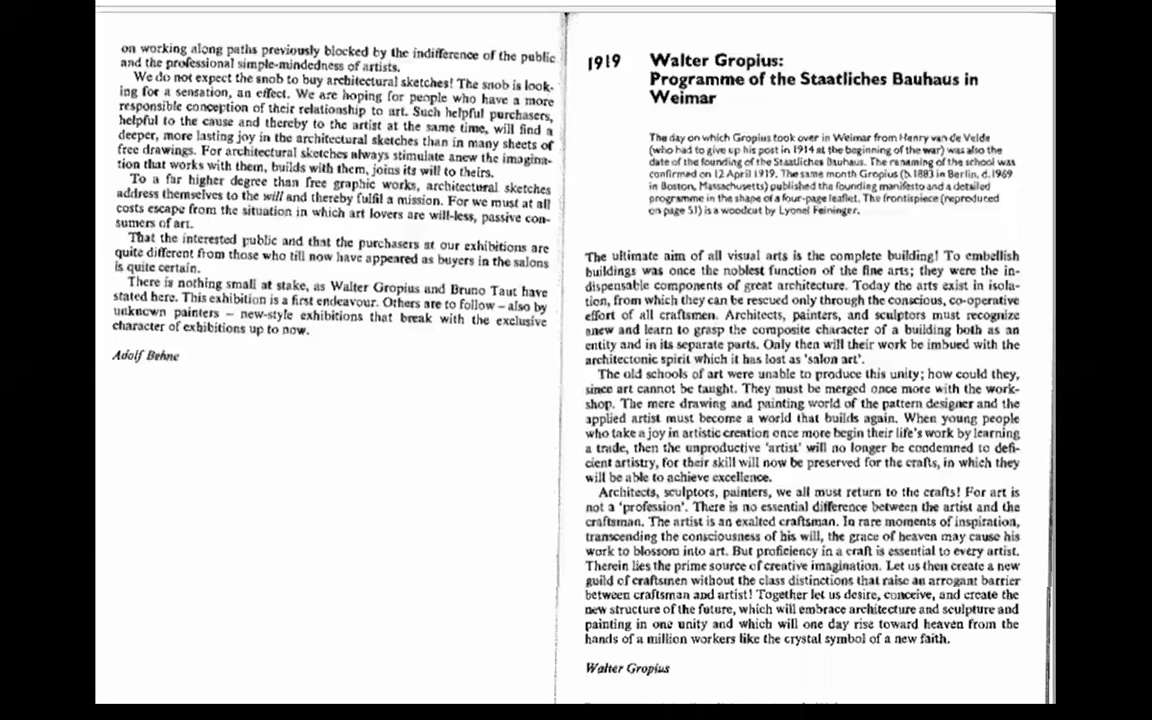 on working along paths previously blocked by the indifference of the public
and the professional simple-mindedness of artists.
We do not expect the snob to buy architectural sketches! The snob is look-
ing for a sensation, an effect. We are hoping for people who have a more
responsible conception of their relationship to art. Such helpful purchasers,
helpful to the cause and thereby to the artist at the same time, will find a
deeper, more lasting joy in the architectural sketches than in many sheets of
free drawings. For architectural sketches always stimulate anew the imagina-
tion that works with them, builds with them, joins its will to theirs.
To a far higher degree than free graphic works, architectural sketches
address themselves to the will and thereby fulfil a mission. For we must at all
costs escape from the situation in which art lovers are will-less, passive con-
sumers of art.
That the interested public and that the purchasers at our exhibitions are
quite different from those who till now have appeared as buyers in the salons
is quite certain.
There is nothing small at stake, as Walter Gropius and Bruno Taut have
stated here. This exhibition is a first endeavour. Others are to follow – also by
unknown painters – new-style exhibitions that break with the exclusive
character of exhibitions up to now.
Adolf Behne
1919
Walter Gropius:
Programme of the Staatliches Bauhaus in
Weimar
The day on which Gropius took over in Weimar from Henry van de Velde
(who had to give up his post in 1914 at the beginning of the war) was also the
date of the founding of the Staatliches Bauhaus. The renaming of the school was
confirmed on 12 April 1919. The same month Gropius (b. 1883 in Berlin, d. 1969
in Boston, Massachusetts) published the founding manifesto and a detailed
programme in the shape of a four-page leaflet. The frontispiece (reproduced
on page 51) is a woodcut by Lyonel Feininger.
The ultimate aim of all visual arts is the complete building! To embellish
buildings was once the noblest function of the fine arts; they were the in-
dispensable components of great architecture. Today the arts exist in isola-
tion, from which they can be rescued only through the conscious, co-operative
effort of all craftsmen. Architects, painters, and sculptors must recognize
anew and learn to grasp the composite character of a building both as an
entity and in its separate parts. Only then will their work be imbued with the
architectonic spirit which it has lost as 'salon art'.
The old schools of art were unable to produce this unity; how could they,
since art cannot be taught. They must be merged once more with the work-
shop. The mere drawing and painting world of the pattern designer and the
applied artist must become a world that builds again. When young people
who take a joy in artistic creation once more begin their life's work by learning
a trade, then the unproductive 'artist' will no longer be condemned to defi-
cient artistry, for their skill will now be preserved for the crafts, in which they
will be able to achieve excellence.
Architects, sculptors, painters, we all must return to the crafts! For art is
not a 'profession'. There is no essential difference between the artist and the
craftsman. The artist is an exalted craftsman. In rare moments of inspiration,
transcending the consciousness of his will, the grace of heaven may cause his
work to blossom into art. But proficiency in a craft is essential to every artist.
Therein lies the prime source of creative imagination. Let us then create a new
guild of craftsmen without the class distinctions that raise an arrogant barrier
between craftsman and artist! Together let us desire, conceive, and create the
new structure of the future, which will embrace architecture and sculpture and
painting in one unity and which will one day rise toward heaven from the
hands of a million workers like the crystal symbol of a new faith.
Walter Gropius